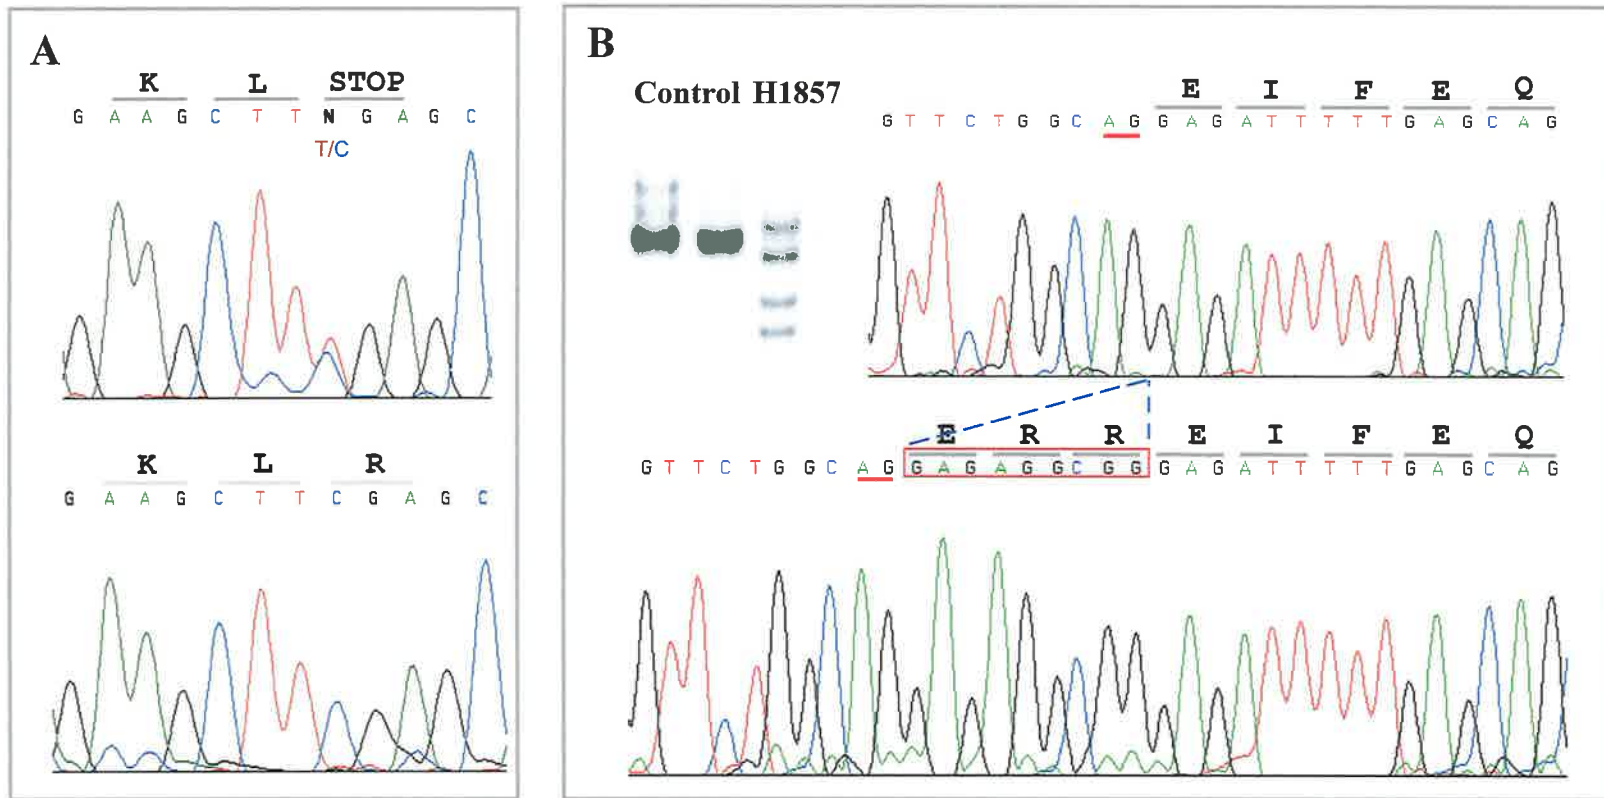 A
K L STOP
G A A G C T T N G A G C
T/C
K L R
G A A G C T T C G A G C
B
Control H1857
E I F E Q
G T T C T G G C A G G A G A T T T T T G A G C A G
E R R E I F E Q
G T T C T G G C A G G A G A G G C G G G A G A T T T T T G A G C A G